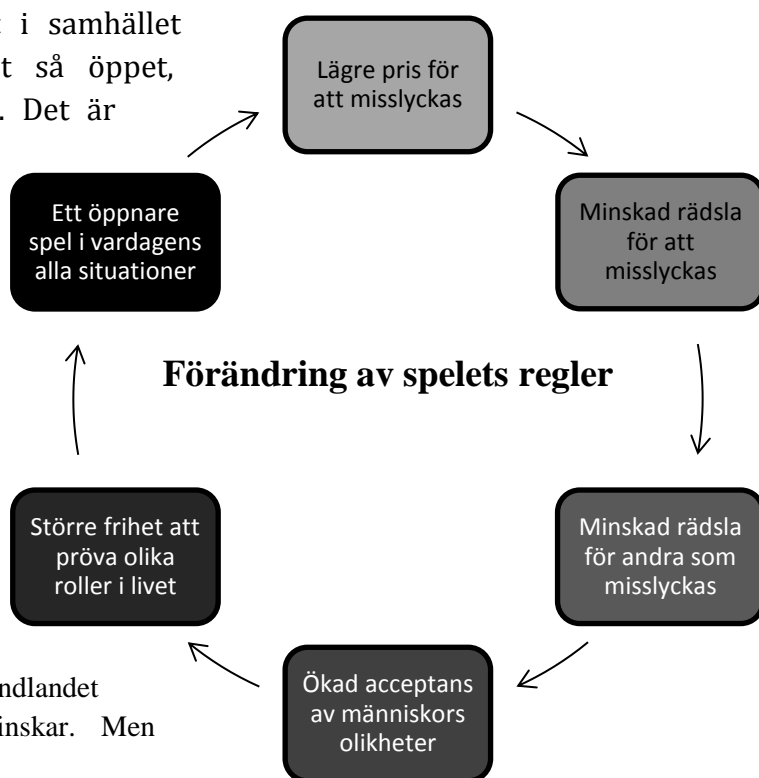 i samhället
så öppet,
Det är
Lägre pris för
att misslyckas
Minskad rädsla
för att
misslyckas
Minskad rädsla
för andra som
misslyckas
Ökad acceptans
av människors
olikheter
Större frihet att
pröva olika
roller i livet
Ett öppnare
spel i vardagens
alla situationer
Förändring av spelets regler
Men